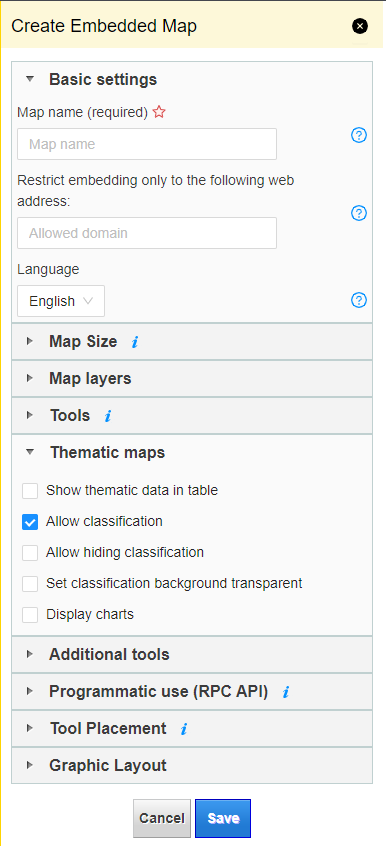 Create Embedded Map
Basic settings
Map name (required)
Map name
Restrict embedding only to the following web
address:
Allowed domain
Language
English
Map Size i
Map layers
Tools i
Thematic maps
Show thematic data in table
Allow classification
Allow hiding classification
Set classification background transparent
Display charts
Additional tools
Programmatic use (RPC API) i
Tool Placement i
Graphic Layout
Cancel Save